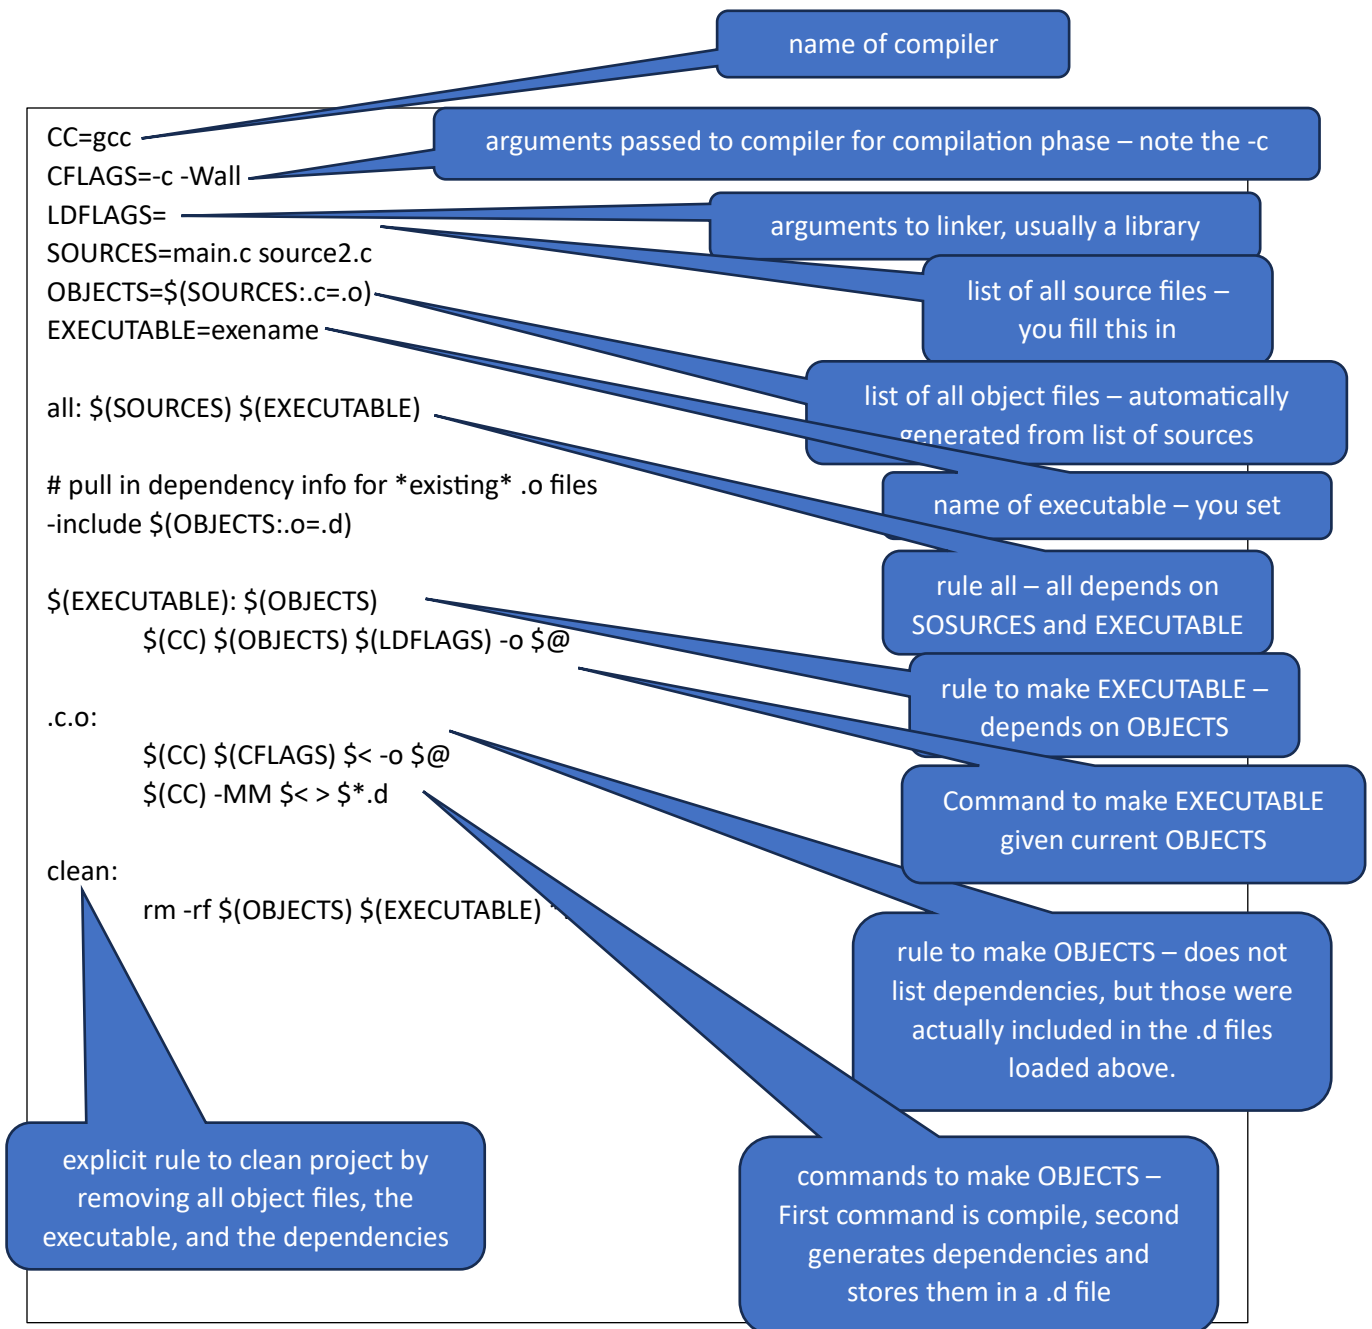 name of compiler
CC=gcc
arguments passed to compiler for compilation phase – note the -c
CFLAGS=-c -Wall
LDFLAGS=
arguments to linker, usually a library
SOURCES=main.c source2.c
list of all source files –
you fill this in
OBJECTS=$(SOURCES:.c=.o)
EXECUTABLE=exename
list of all object files – automatically
generated from list of sources
all: $(SOURCES) $(EXECUTABLE)
# pull in dependency info for *existing* .o files
-include $(OBJECTS:.o=.d)
name of executable – you set
rule all – all depends on
SOSURCES and EXECUTABLE
$(EXECUTABLE): $(OBJECTS)
$(CC) $(OBJECTS) $(LDFLAGS) -o $@
rule to make EXECUTABLE –
depends on OBJECTS
.c.o:
$(CC) $(CFLAGS) $< -o $@
$(CC) -MM $< > $*.d
Command to make EXECUTABLE
given current OBJECTS
clean:
rm -rf $(OBJECTS) $(EXECUTABLE)
rule to make OBJECTS – does not
list dependencies, but those were
actually included in the .d files
loaded above.
explicit rule to clean project by
removing all object files, the
executable, and the dependencies
commands to make OBJECTS –
First command is compile, second
generates dependencies and
stores them in a .d file